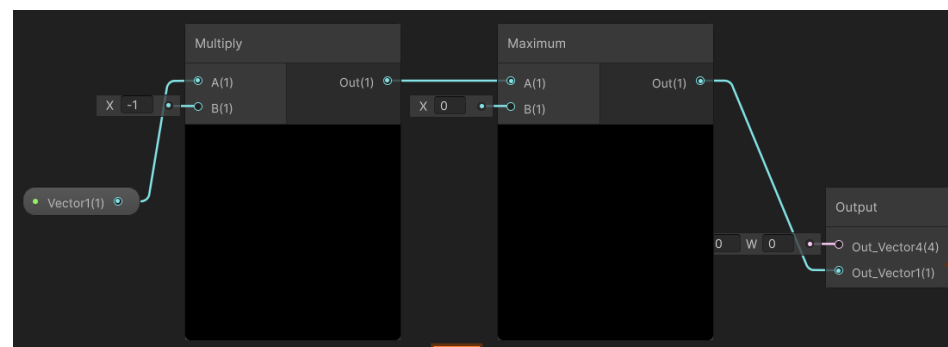 Multiply
A(1)
Out(1)
X -1
B(1)
Maximum
A(1)
Out(1)
X 0
B(1)
Vector1(1)
Output
0 W 0
Out_Vector4(4)
Out_Vector1(1)